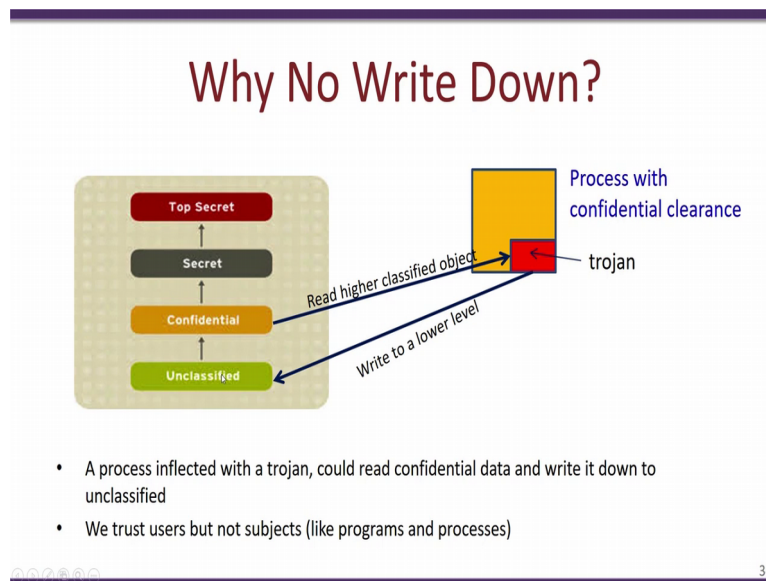 Why No Write Down?
Top Secret
Secret
Confidential
Unclassified
Read higher classified object
Write to a lower level
Process with
confidential clearance
trojan
• A process inflected with a trojan, could read confidential data and write it down to
unclassified
• We trust users but not subjects (like programs and processes)
3